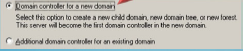 Domain controller for a new domain
Select this option to create a new child domain, new domain tree, or new forest.
This server will become the first domain controller in the new domain.
Additional domain controller for an existing domain